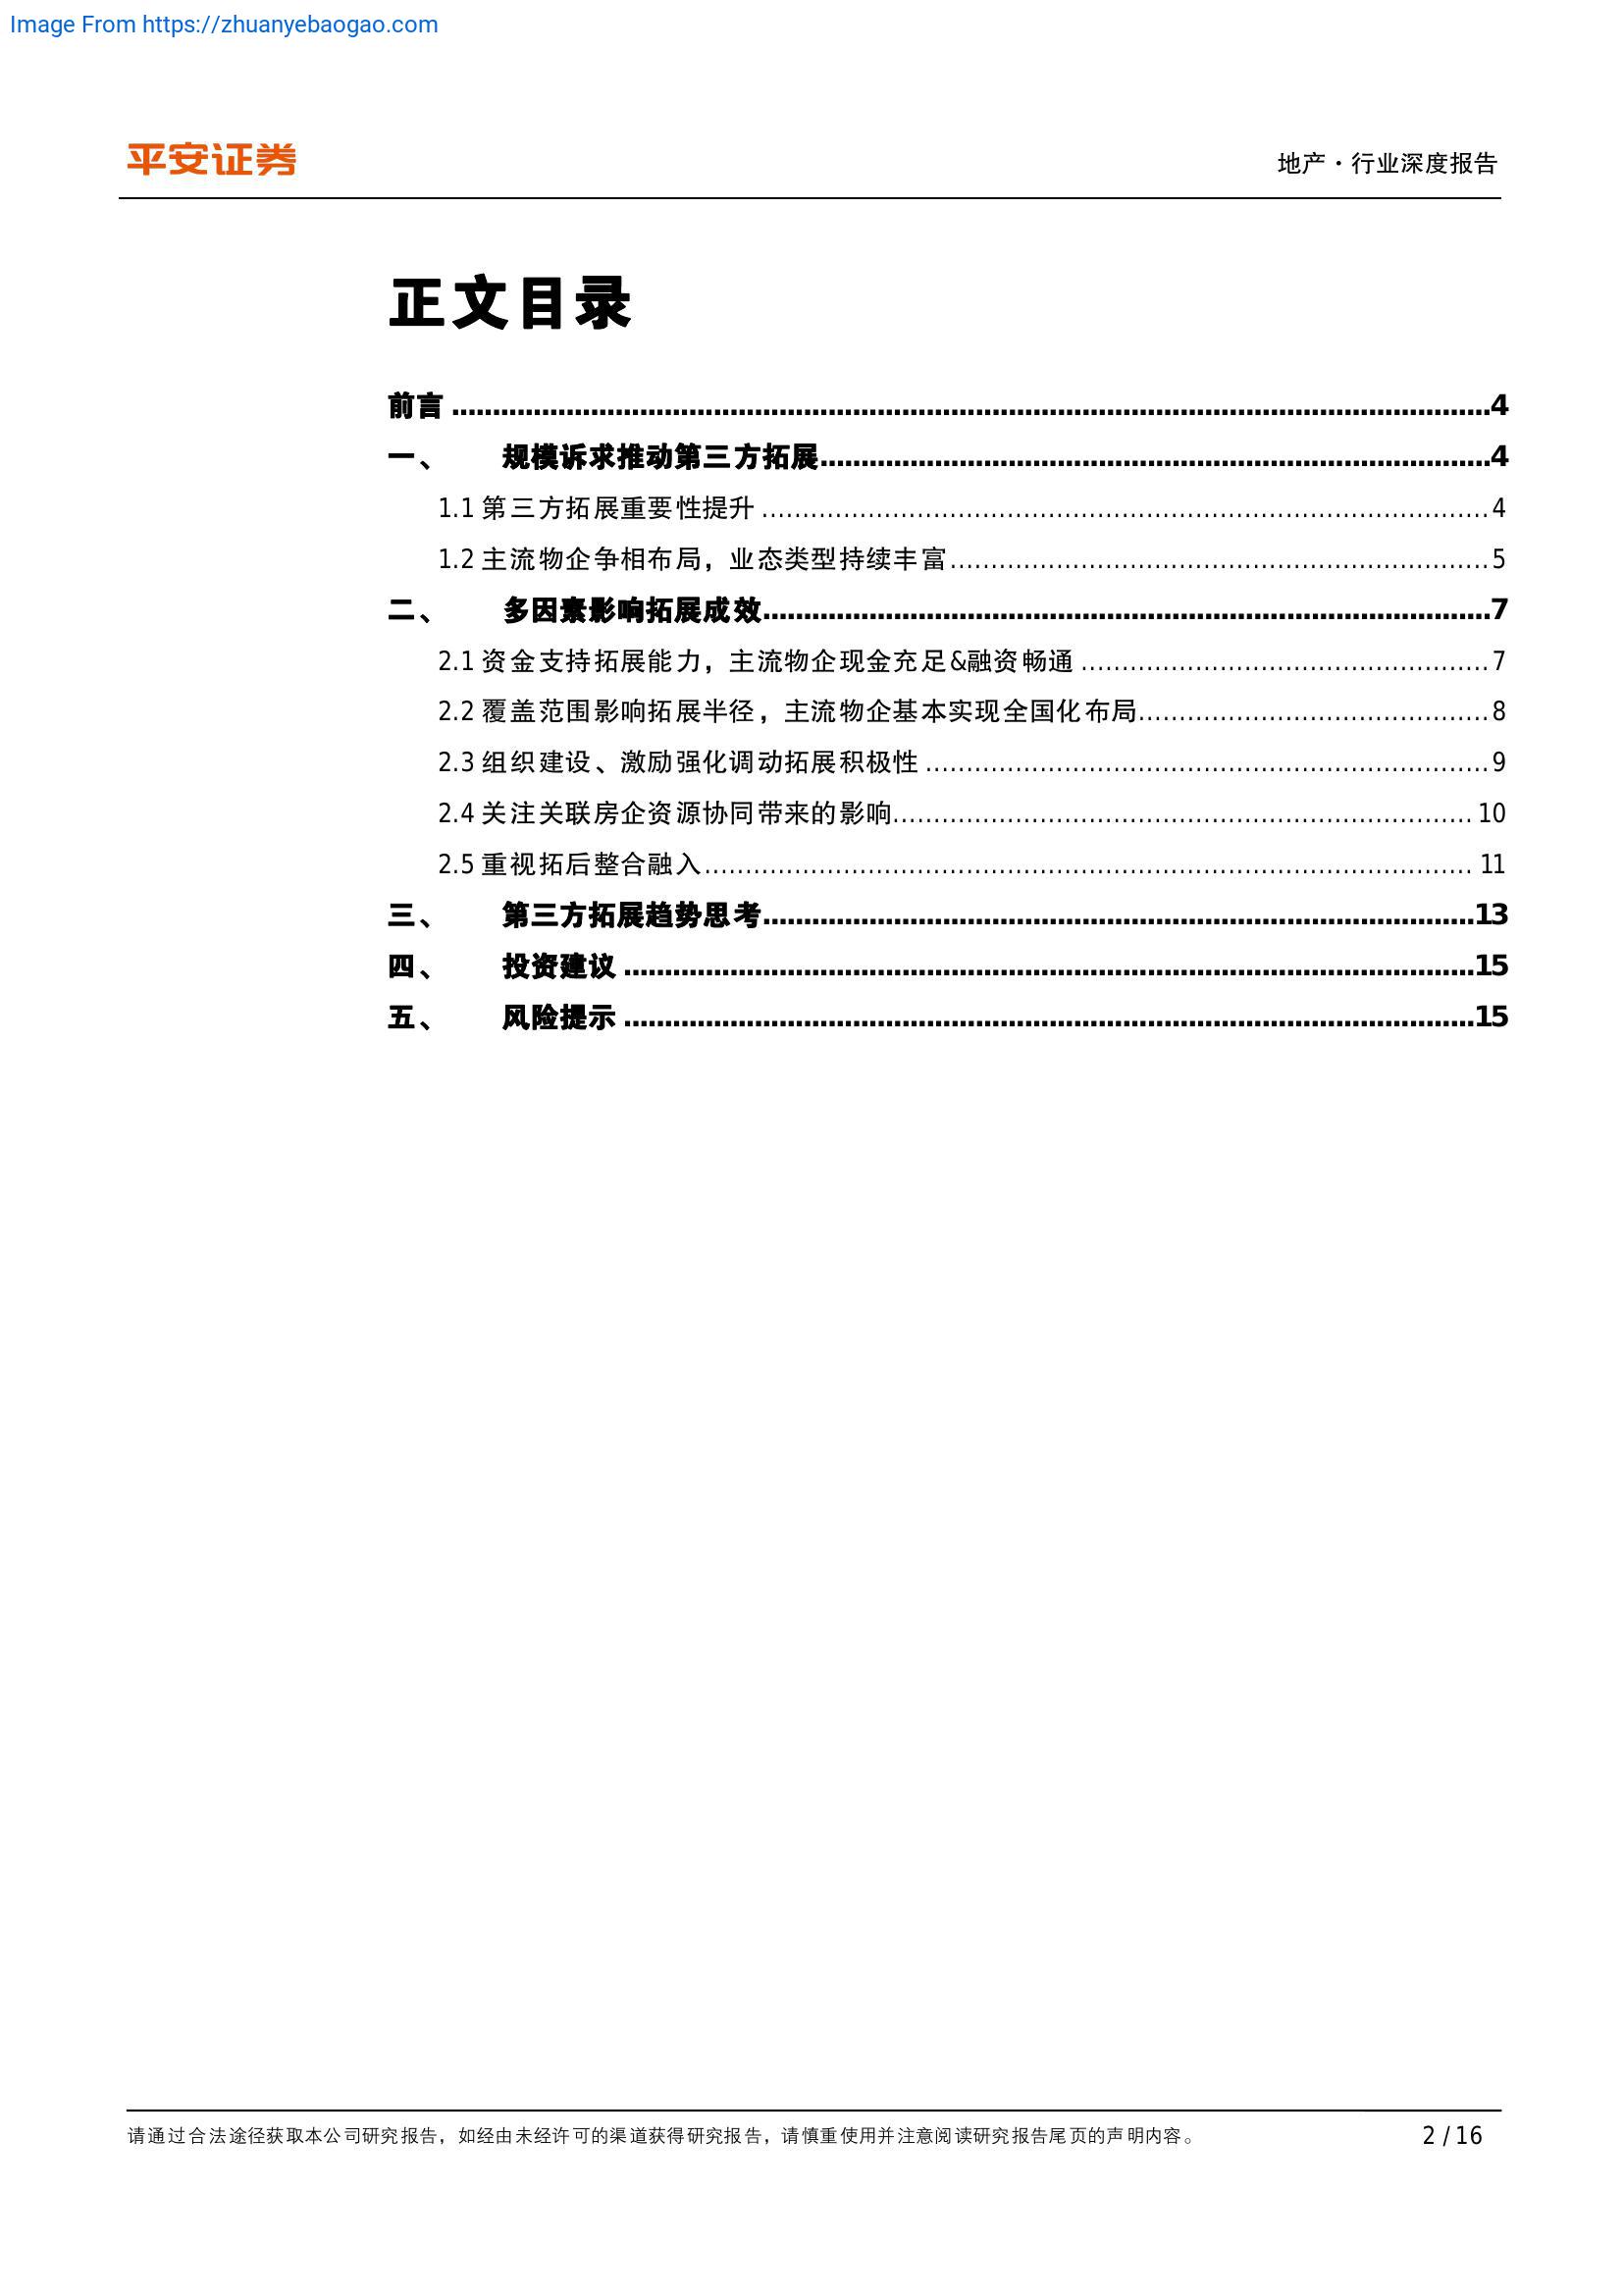 Image From https://zhuanyebaogao.com
平安证券
地产·行业深度报告
正文目录
前言 ........................................................ 4
一、 规模诉求推动第三方拓展 ........................................................ 4
1.1 第三方拓展重要性提升 ........................................................ 4
1.2 主流物企争相布局，业态类型持续丰富 ........................................................ 5
二、 多因素影响拓展成效 ........................................................ 7
2.1 资金支持拓展能力，主流物企现金充足&融资畅通 ........................................................ 7
2.2 覆盖范围影响拓展半径，主流物企基本实现全国化布局 ........................................................ 8
2.3 组织建设、激励强化调动拓展积极性 ........................................................ 9
2.4 关注关联房企资源协同带来的影响 ........................................................ 10
2.5 重视拓后整合融入 ........................................................ 11
三、 第三方拓展趋势思考 ........................................................ 13
四、 投资建议 ........................................................ 15
五、 风险提示 ........................................................ 15
请通过合法途径获取本公司研究报告，如经由未经许可的渠道获得研究报告，请慎重使用并注意阅读研究报告尾页的声明内容。
2 / 16